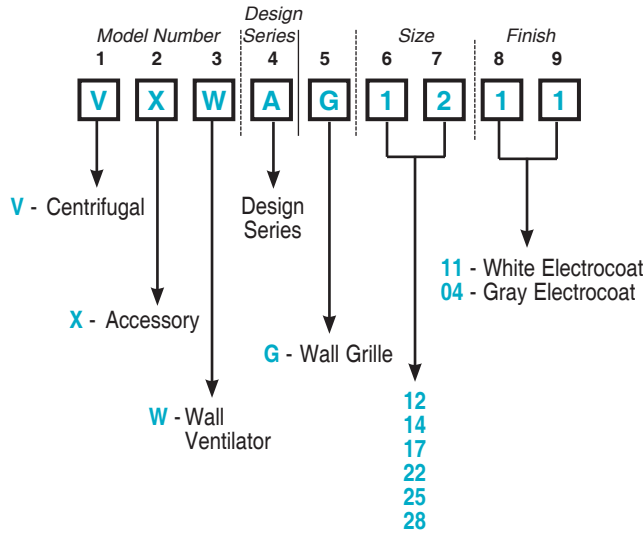 Design
Model Number Series Size Finish
1 2 3 4 5 6 7 8 9
V X W A G 1 2 1 1
V - Centrifugal
Design
Series
11 - White Electrocoat
04 - Gray Electrocoat
X - Accessory
G - Wall Grille
12
W - Wall
14
Ventilator
17
22
25
28